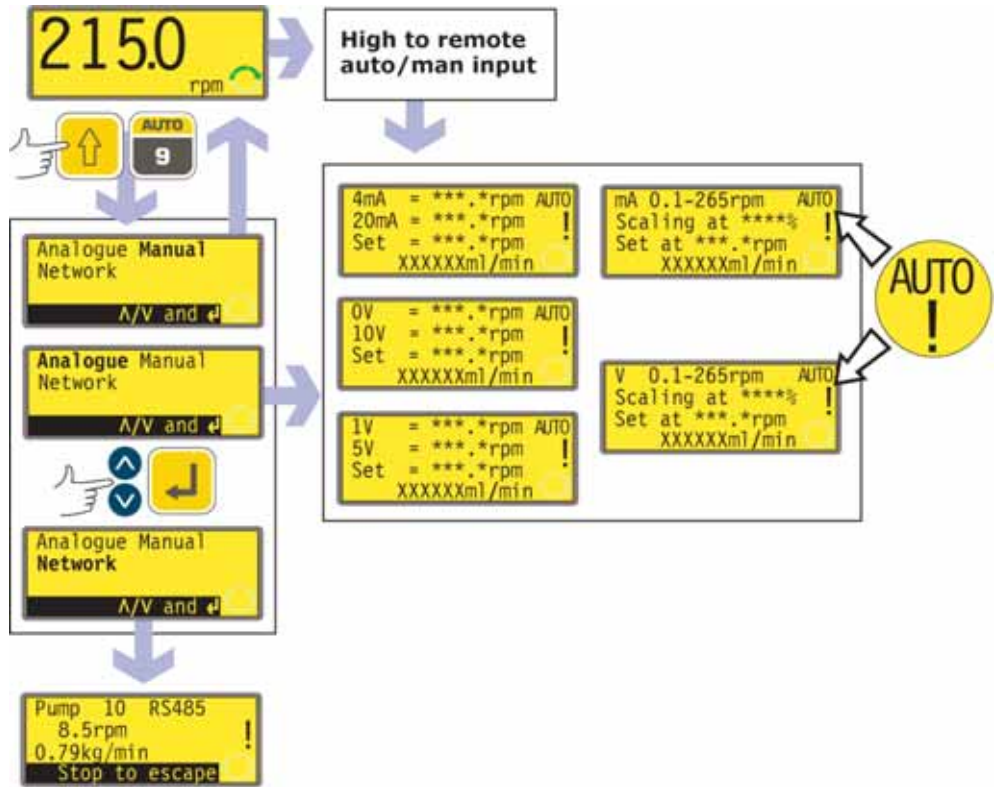 215.0
rpm
High to remote
auto/man input
AUTO
9
Analogue Manual
Network
∧/∨ and ↲
Analogue Manual
Network
∧/∨ and ↲
Analogue Manual
Network
∧/∨ and ↲
Pump 10 RS485
8.5rpm
!
0.79kg/min
Stop to escape
4mA = ***.*rpm AUTO
20mA = ***.*rpm !
Set = ***.*rpm
XXXXXXml/min
0V = ***.*rpm AUTO
10V = ***.*rpm !
Set = ***.*rpm
XXXXXXml/min
1V = ***.*rpm AUTO
5V = ***.*rpm !
Set = ***.*rpm
XXXXXXml/min
mA 0.1-265rpm AUTO
Scaling at ****% !
Set at ***.*rpm
XXXXXXml/min
V 0.1-265rpm AUTO
Scaling at ****% !
Set at ***.*rpm
XXXXXXml/min
AUTO
!